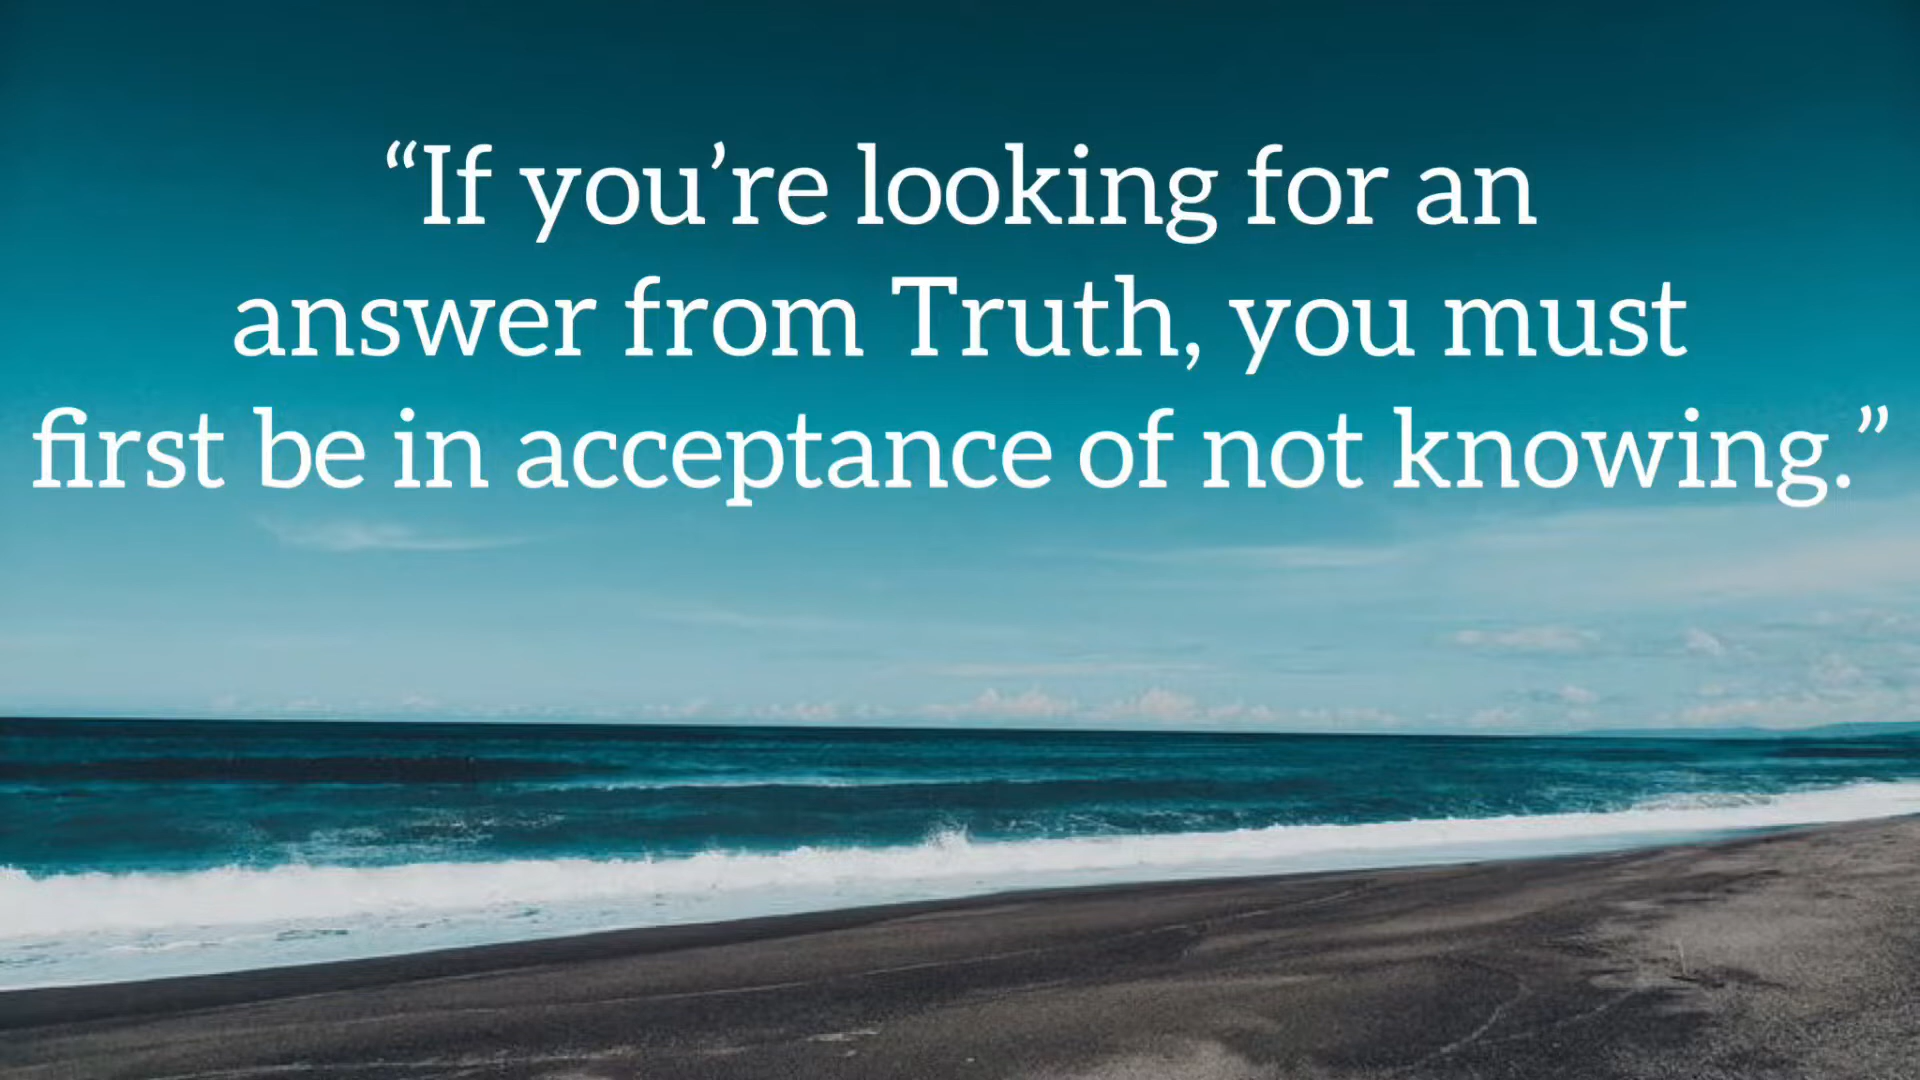 “If you’re looking for an
answer from Truth, you must
first be in acceptance of not knowing.”